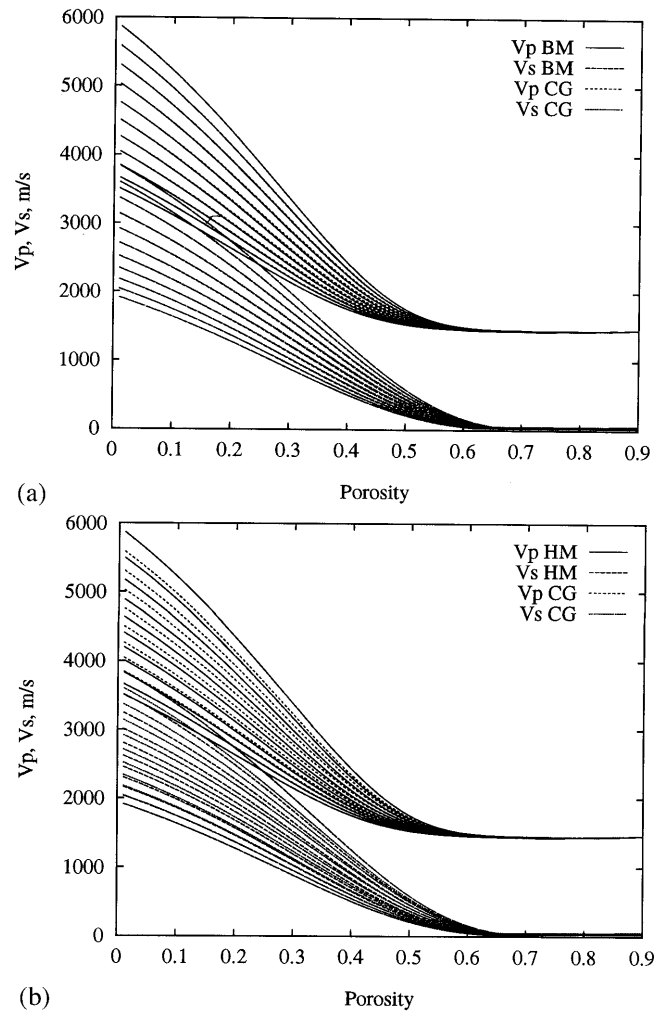 6000
5000
4000
3000
2000
1000
0
Vp, Vs, m/s
Vp BM
Vs BM
Vp CG
Vs CG
0 0.1 0.2 0.3 0.4 0.5 0.6 0.7 0.8 0.9
Porosity
(a)
6000
5000
4000
3000
2000
1000
0
Vp, Vs, m/s
Vp HM
Vs HM
Vp CG
Vs CG
0 0.1 0.2 0.3 0.4 0.5 0.6 0.7 0.8 0.9
Porosity
(b)